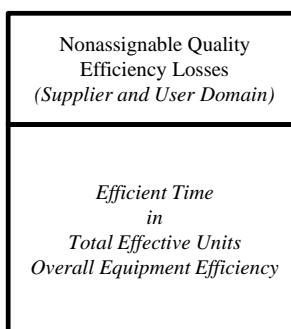 Nonassignable Quality
Efficiency Losses
(Supplier and User Domain)
Efficient Time
in
Total Effective Units
Overall Equipment Efficiency